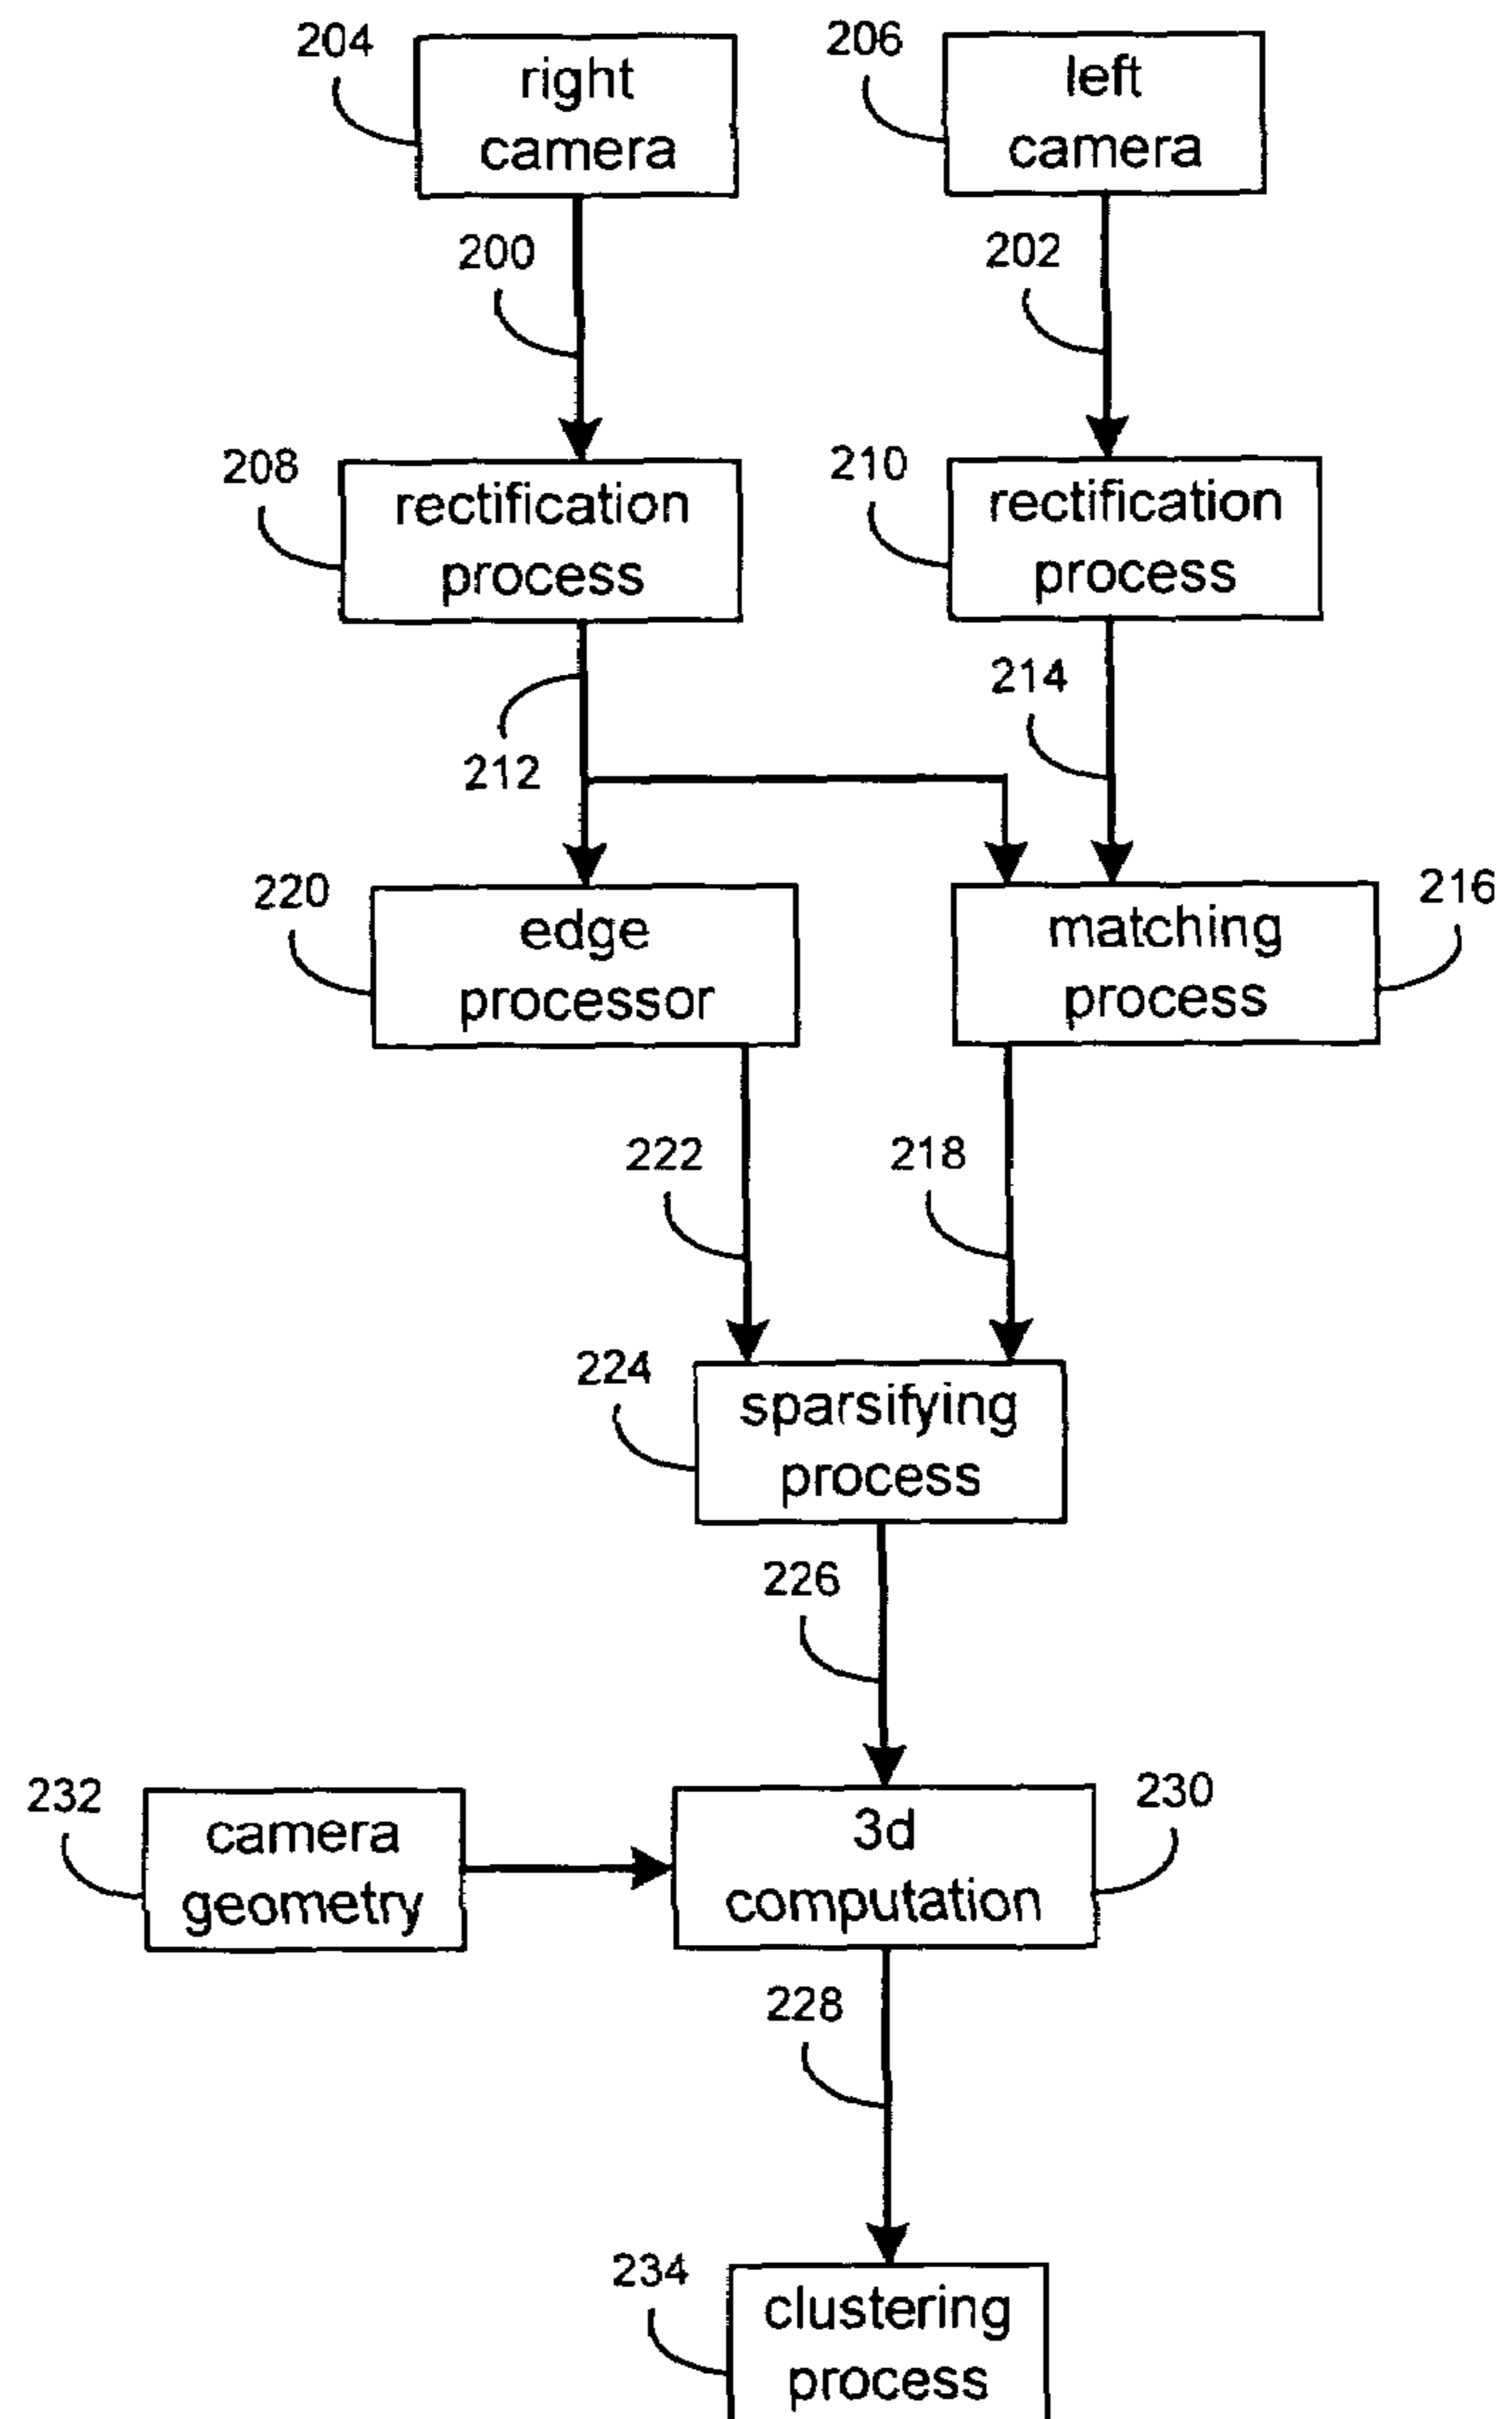 204
right
camera
206
left
camera
200
202
208
rectification
process
210
rectification
process
212
214
220
edge
processor
matching
process
216
222
218
224
sparsifying
process
226
232
camera
geometry
3d
computation
230
228
234
clustering
process